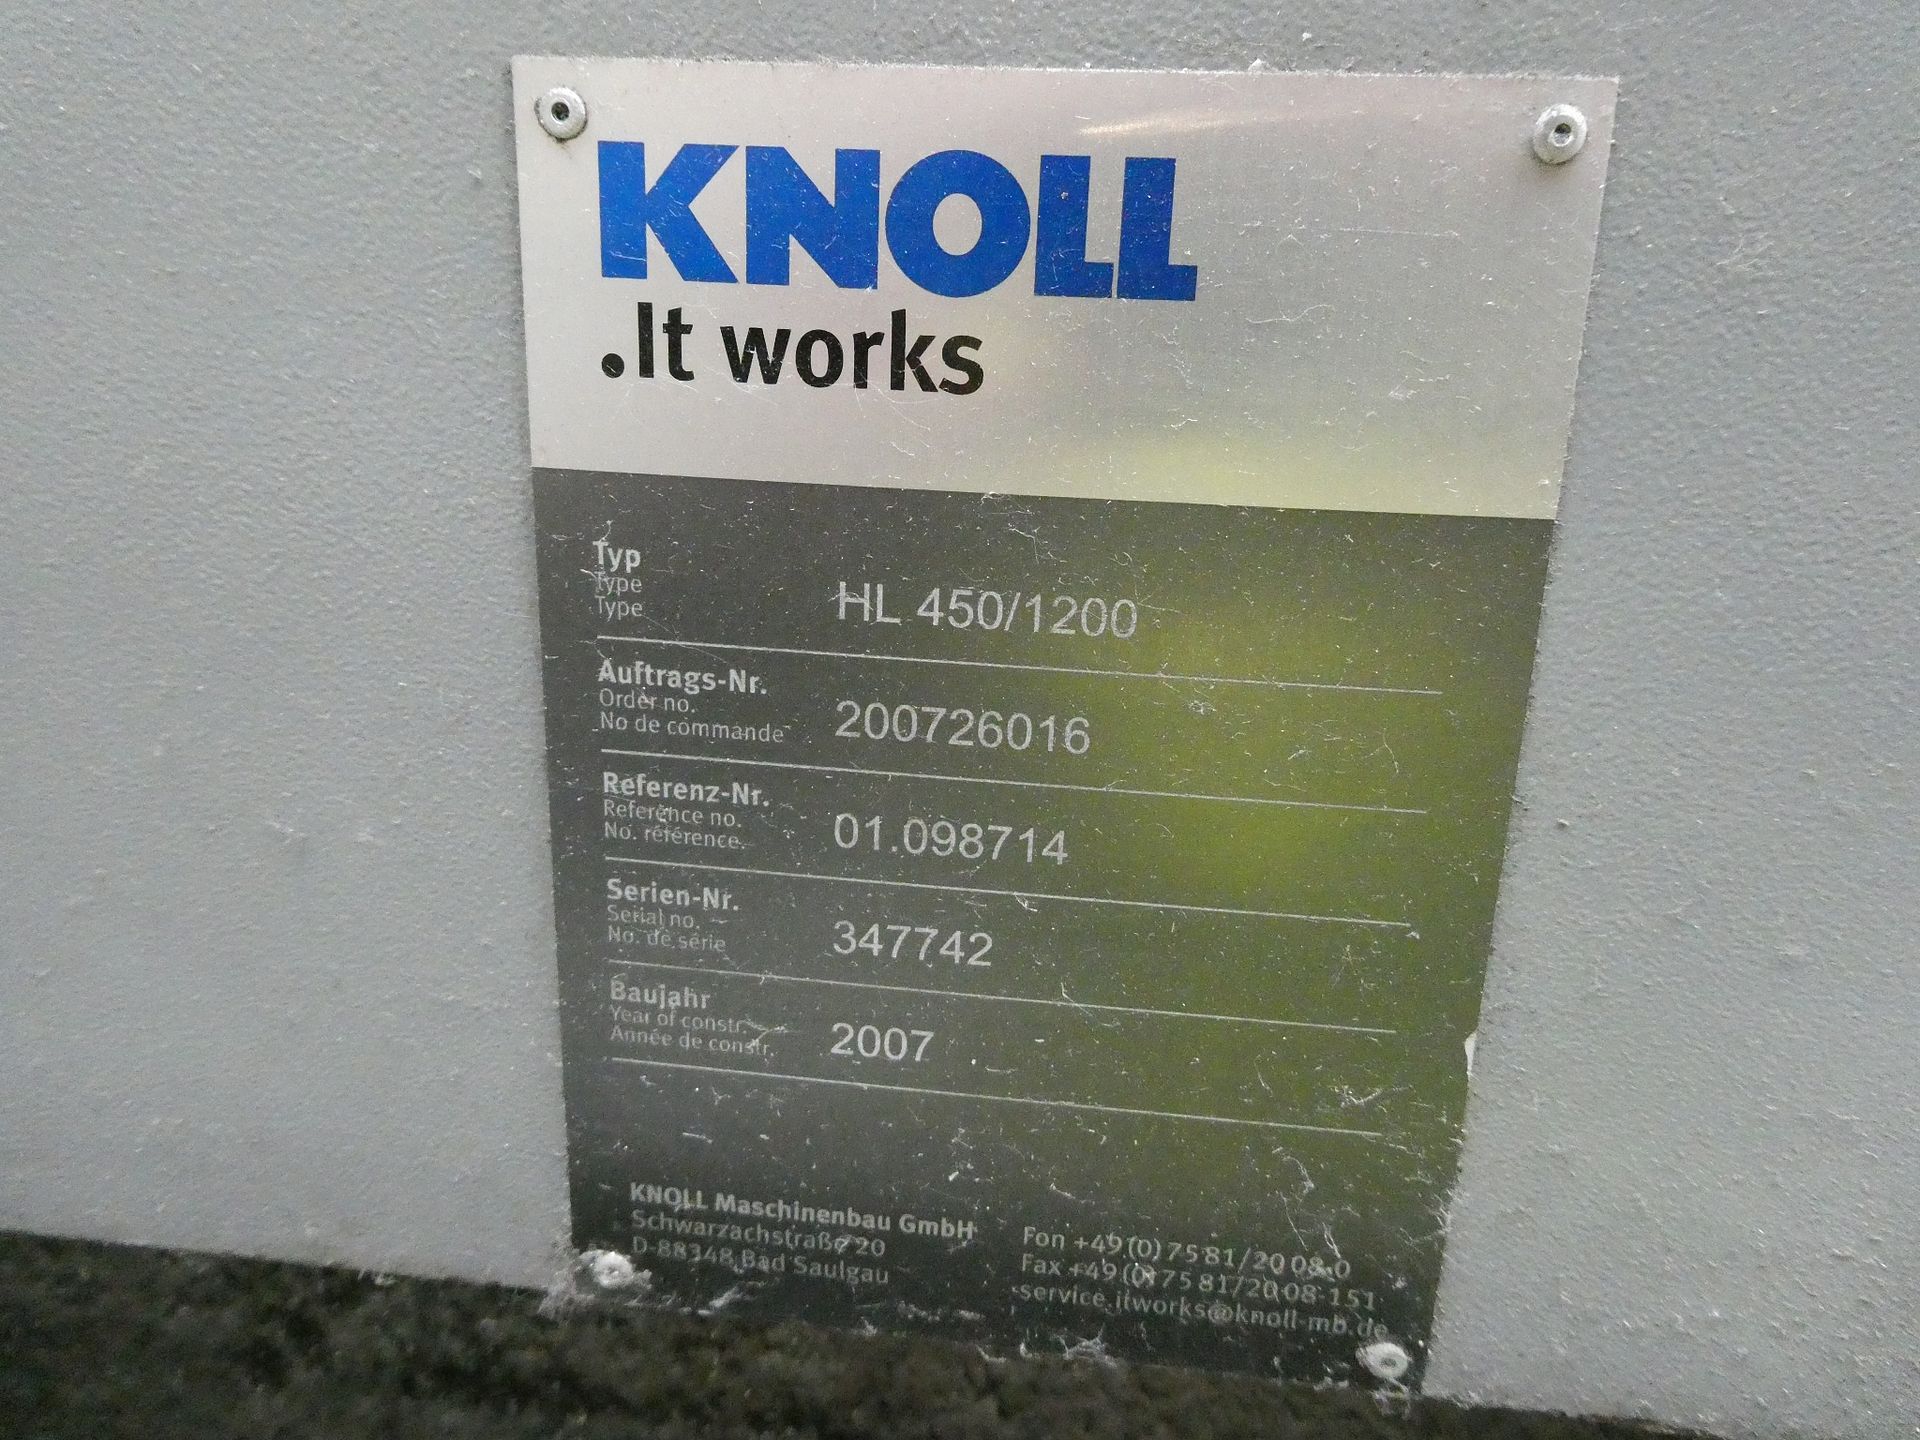 KNOLL
.It works
Typ
Type
Type
HL 450/1200
Auftrags-Nr.
Order no.
No de commande
200726016
Referenz-Nr.
Reference no.
No. référence
01.098714
Serien-Nr.
Serial no.
No. de série
347742
Baujahr
Year of constr.
Année de constr.
2007
KNOLL Maschinenbau GmbH
Schwarzachstraße 20
D-88348 Bad Saulgau
Fon +49 (0) 75 81/20 08-0
Fax +49 (0) 75 81/20 08-151
service.itworks@knoll-mb.de